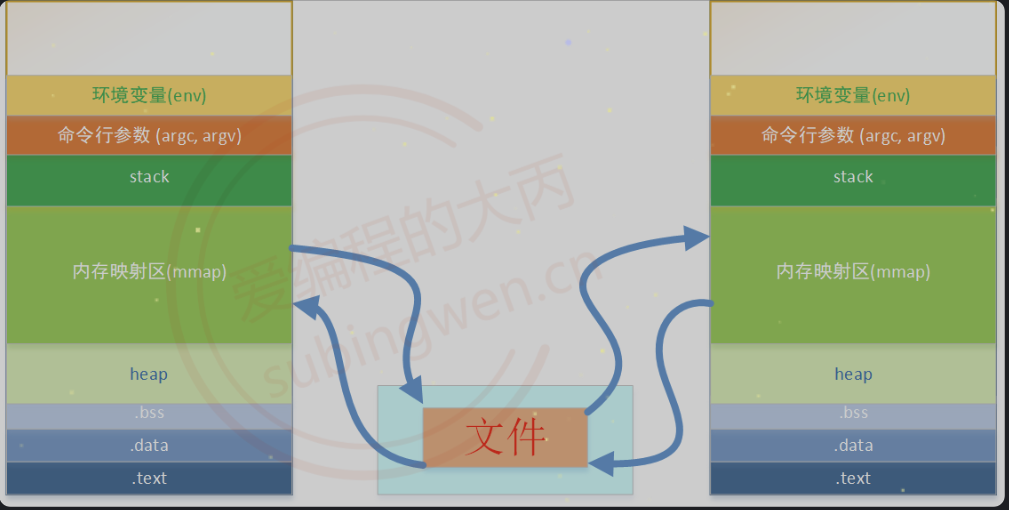 环境变量(env)
命令行参数 (argc, argv)
stack
内存映射区(mmap)
heap
.bss
.data
.text
爱编程的大丙
subingwen.cn
文件
环境变量(env)
命令行参数 (argc, argv)
stack
内存映射区(mmap)
heap
.bss
.data
.text